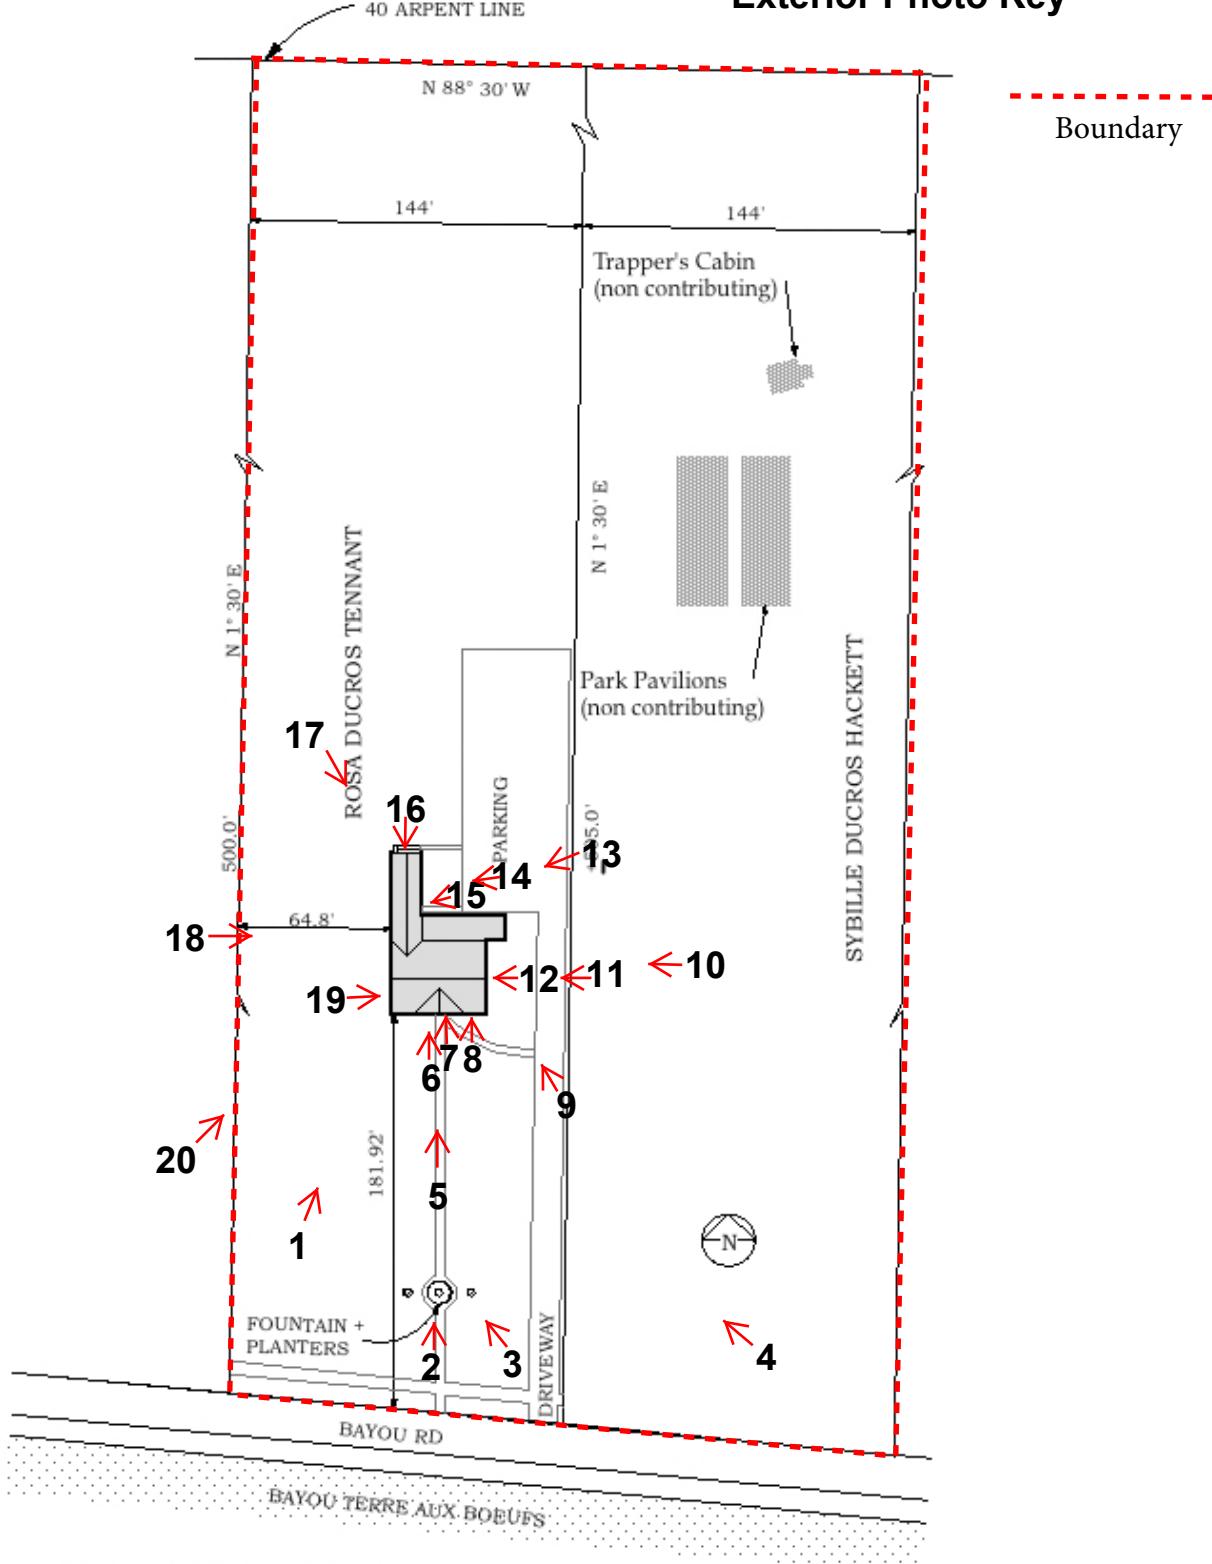 Exterior Photo Key
40 ARPENT LINE
N 88° 30' W
Boundary
144'
144'
Trapper's Cabin
(non contributing)
N 1° 30' E
N 1° 30' E
ROSA DUCROS TENNANT
SYBILLE DUCROS HACKETT
Park Pavilions
(non contributing)
17
16
PARKING
500.0'
13
14
15
64.8'
18
10
11
12
19
7
8
6
9
181.92'
20
5
1
N
FOUNTAIN +
PLANTERS
2
3
4
DRIVEWAY
BAYOU RD
BAYOU TERRE AUX BOEUFS